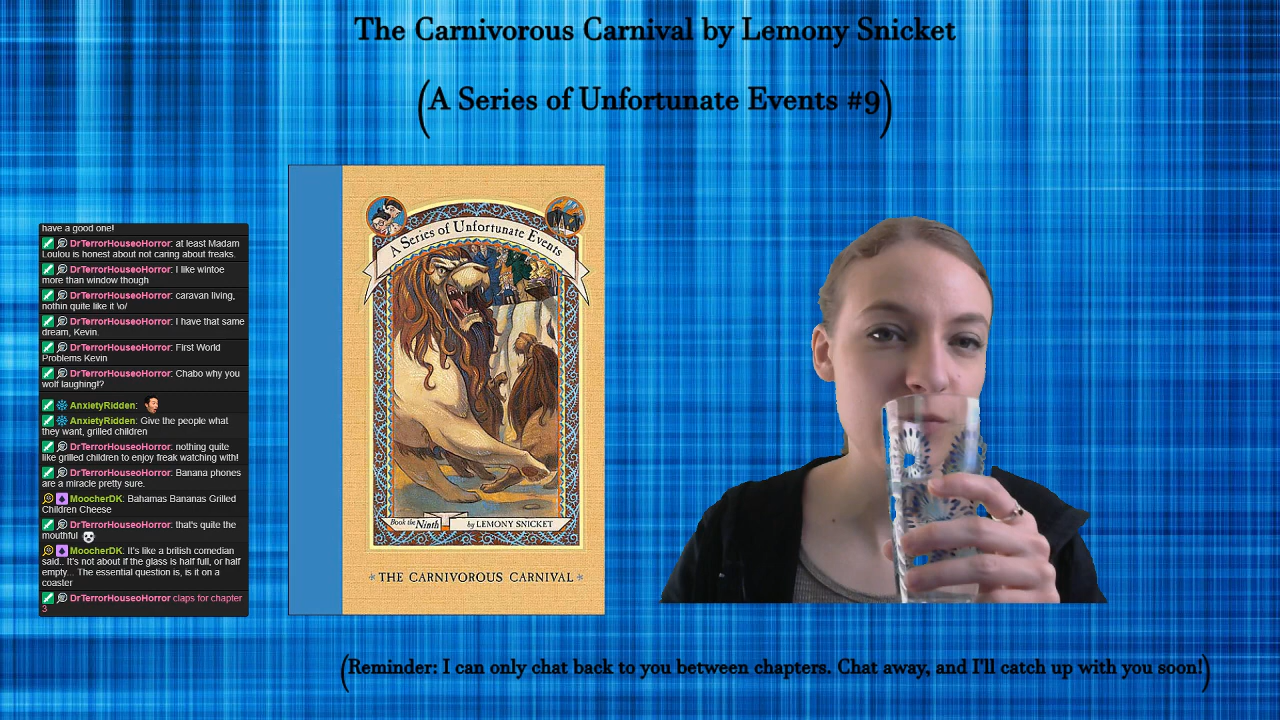 The Carnivorous Carnival by Lemony Snicket
(A Series of Unfortunate Events #9)
have a good one!
DrTerrorHouseoHorror: at least Madam
Loulou is honest about not caring about freaks.
DrTerrorHouseoHorror: I like wintoe
more than window though
DrTerrorHouseoHorror: caravan living,
nothin quite like it \o/
DrTerrorHouseoHorror: I have that same
dream, Kevin.
DrTerrorHouseoHorror: First World
Problems Kevin
DrTerrorHouseoHorror: Chabo why you
wolf laughing!?
AnxietyRidden:
AnxietyRidden: Give the people what
they want, grilled children
DrTerrorHouseoHorror: nothing quite
like grilled children to enjoy freak watching with!
DrTerrorHouseoHorror: Banana phones
are a miracle pretty sure.
MoocherDK: Bahamas Bananas Grilled
Children Cheese
DrTerrorHouseoHorror: that's quite the
mouthful
MoocherDK: It's like a british comedian
said.. It's not about if the glass is half full, or half
empty... The essential question is, is it on a
coaster
DrTerrorHouseoHorror claps for chapter
3
A Series of Unfortunate Events
Book the Ninth
by LEMONY SNICKET
THE CARNIVOROUS CARNIVAL
(Reminder: I can only chat back to you between chapters. Chat away, and I'll catch up with you soon!)